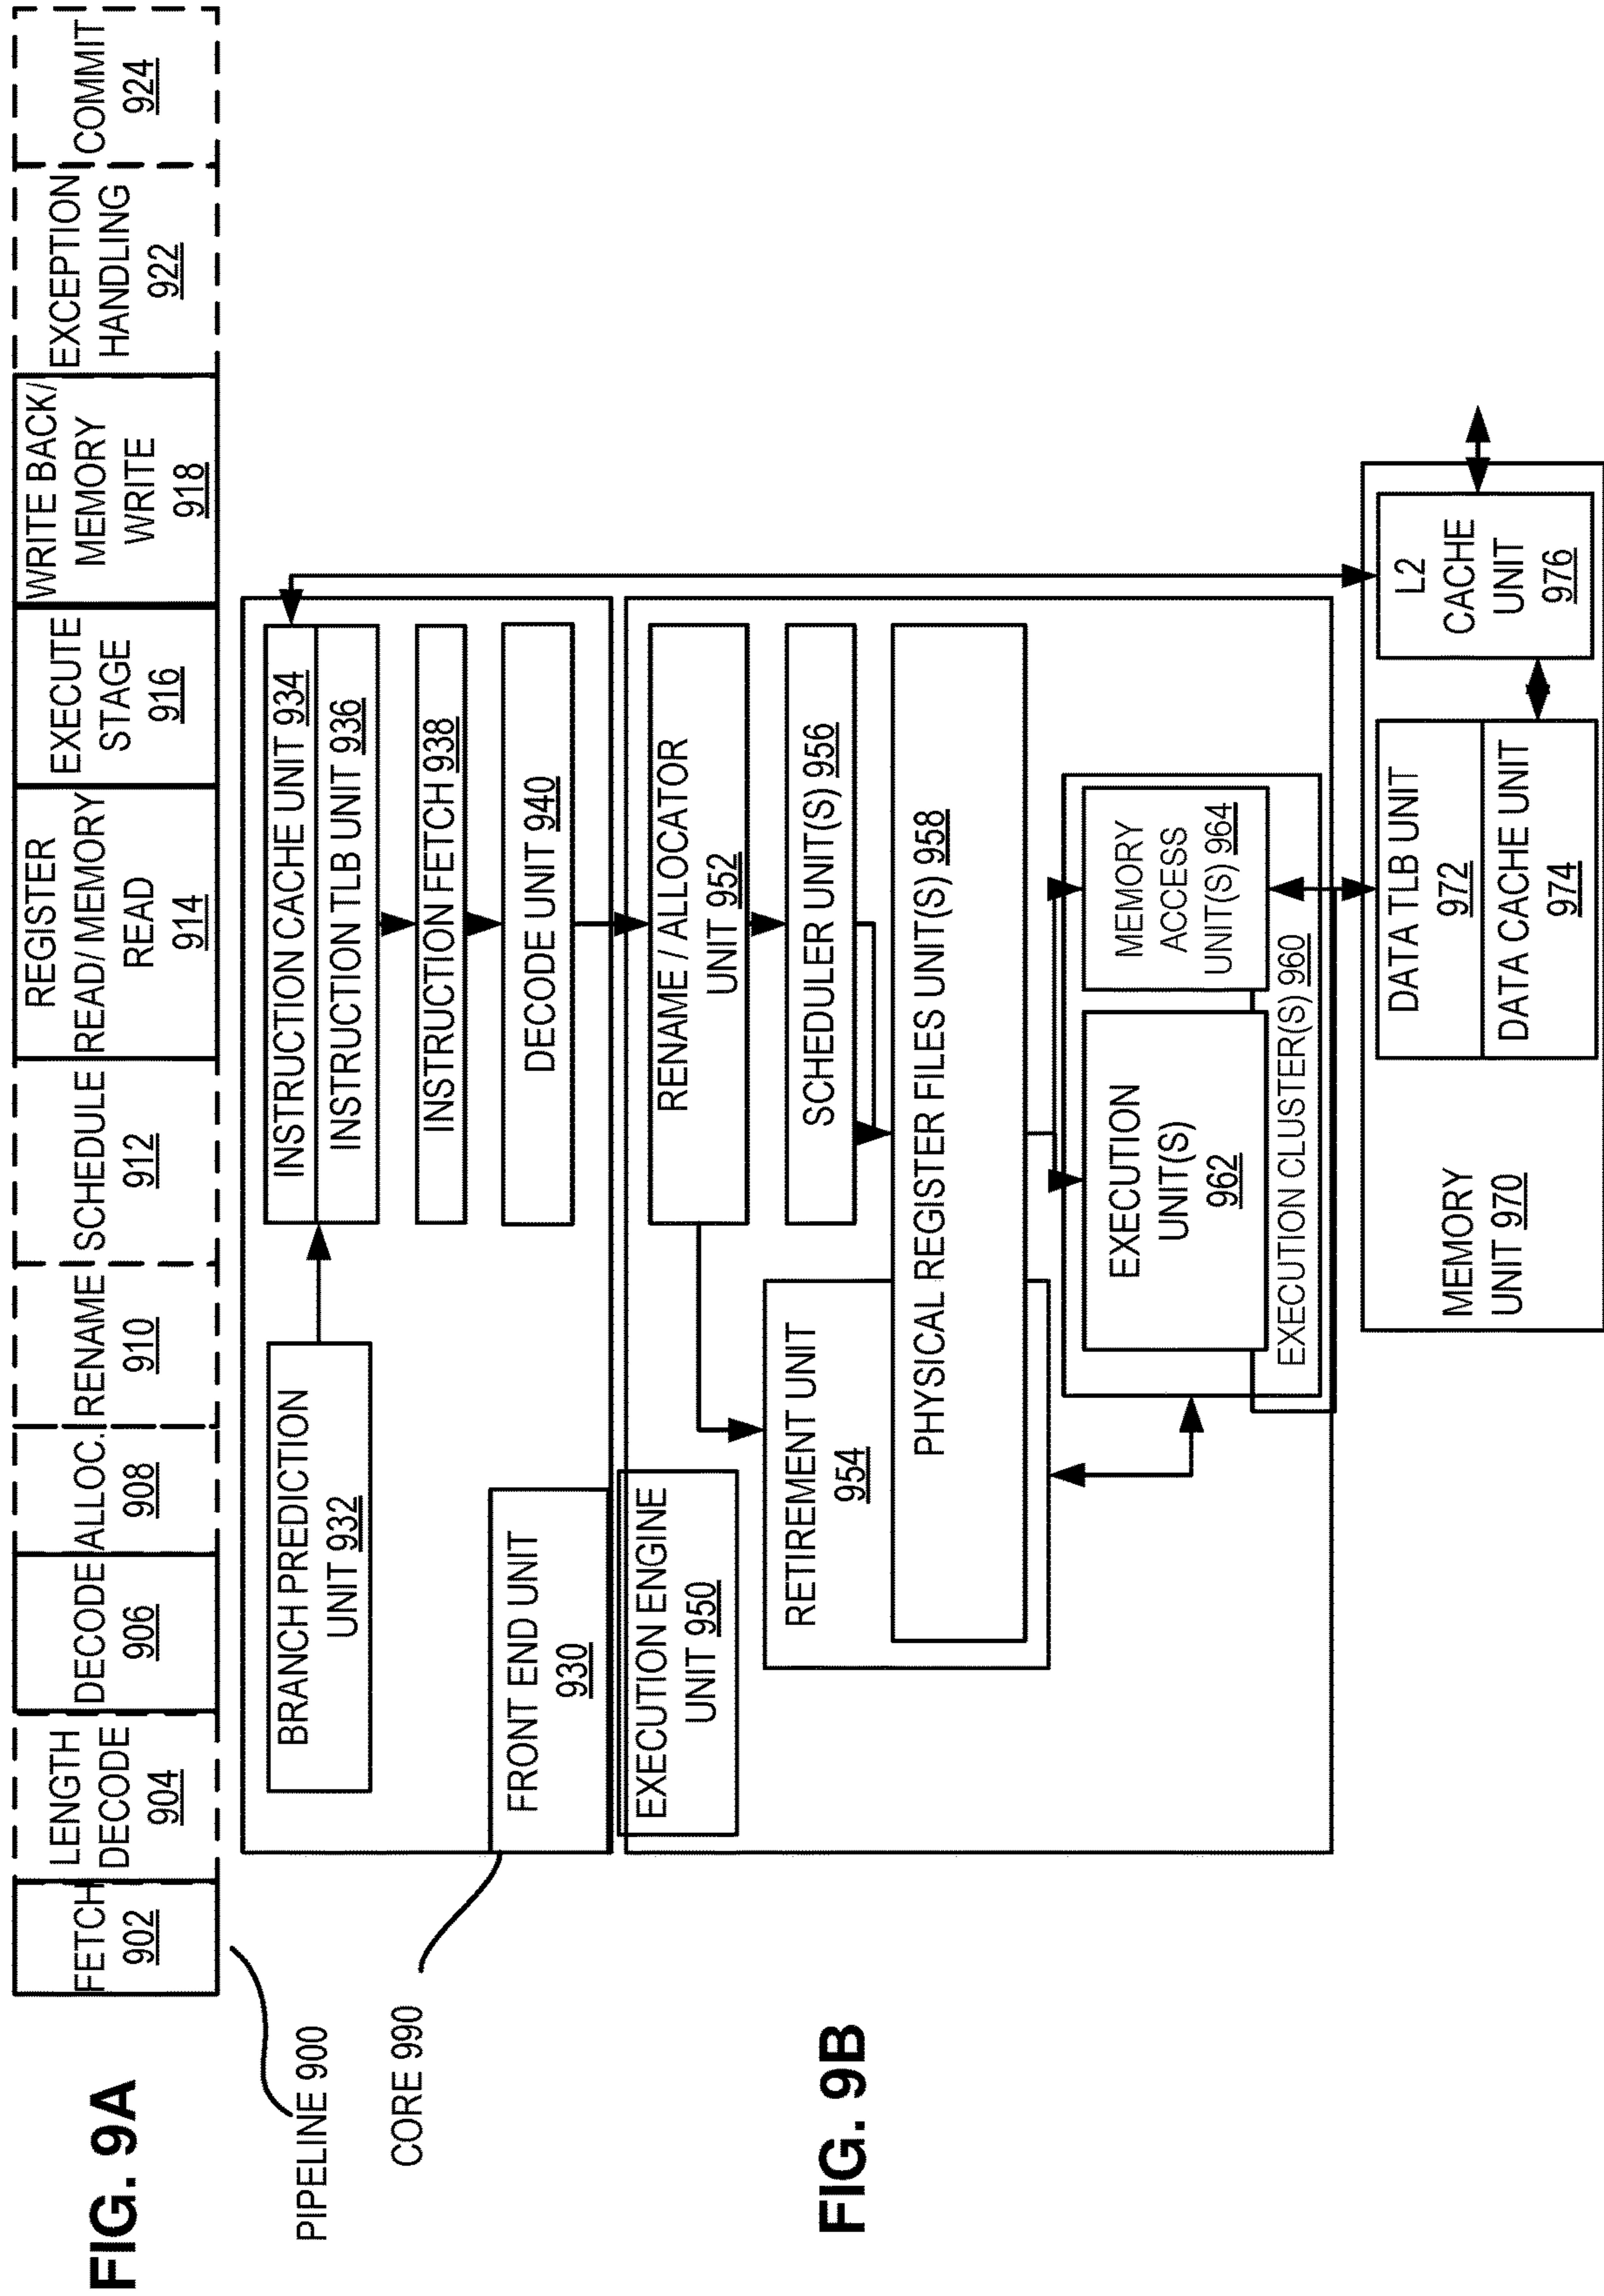 FIG. 9A
PIPELINE 900
FETCH
902
LENGTH
DECODE
904
DECODE
906
ALLOC.
908
RENAME
910
SCHEDULE
912
REGISTER
READ/MEMORY
READ
914
EXECUTE
STAGE
916
WRITE BACK/
MEMORY
WRITE
918
EXCEPTION
HANDLING
922
COMMIT
924
FIG. 9B
CORE 990
BRANCH PREDICTION
UNIT 932
INSTRUCTION CACHE UNIT 934
INSTRUCTION TLB UNIT 936
INSTRUCTION FETCH 938
FRONT END UNIT
930
DECODE UNIT 940
EXECUTION ENGINE
UNIT 950
RENAME / ALLOCATOR
UNIT 952
RETIREMENT UNIT
954
SCHEDULER UNIT(S) 956
PHYSICAL REGISTER FILES UNIT(S) 958
EXECUTION
UNIT(S)
962
MEMORY
ACCESS
UNIT(S) 964
EXECUTION CLUSTER(S) 960
MEMORY
UNIT 970
DATA TLB UNIT
972
DATA CACHE UNIT
974
L2
CACHE
UNIT
976